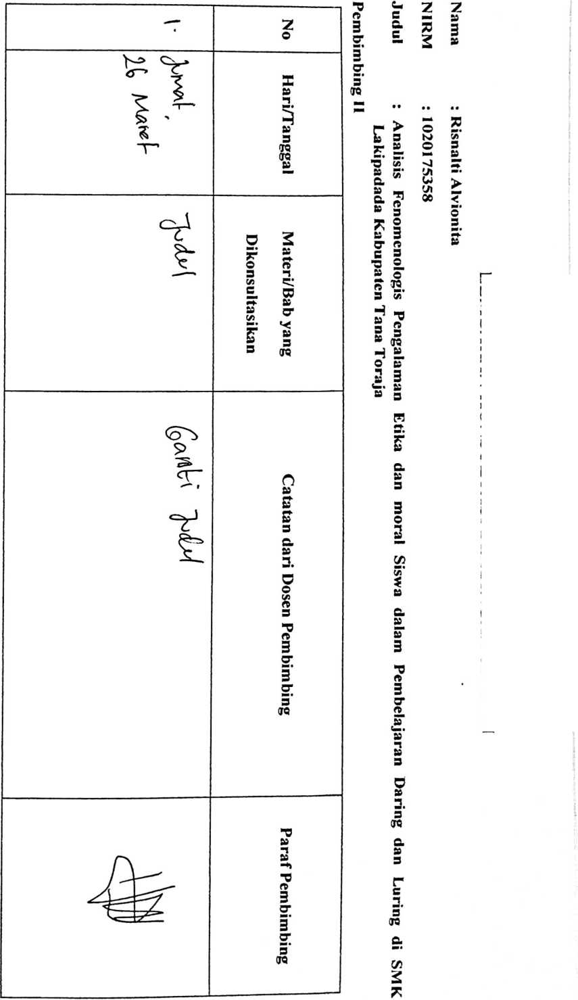 Nama : Risnalti Alvionita
NIRM : 1020175358
Judul : Analisis Fenomenologis Pengalaman Etika dan moral Siswa dalam Pembelajaran Daring dan Luring di SMK
Lakipadada Kabupaten Tana Toraja
Pembimbing II
No
Hari/Tanggal
Materi/Bab yang
Dikonsultasikan
Catatan dari Dosen Pembimbing
Paraf Pembimbing
1.
Jumat,
26 Maret
Judul
Ganti Judul